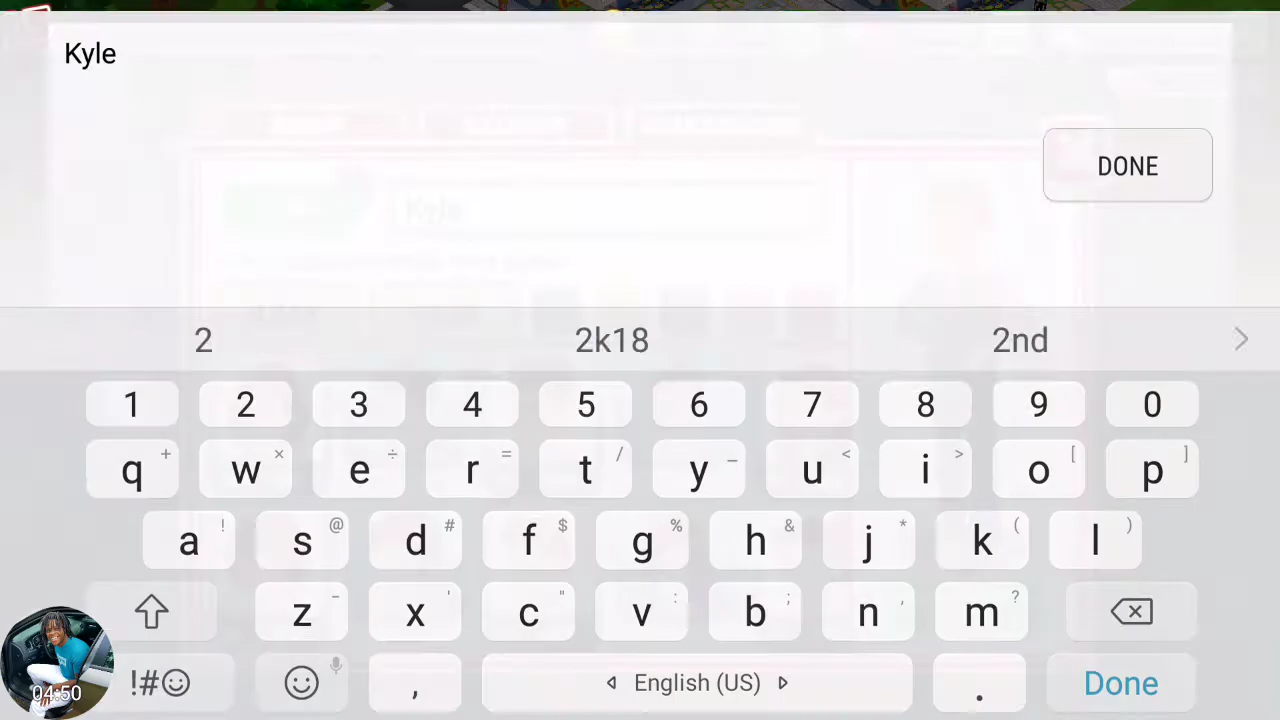 Kyle
DONE
Kyle
2 2k18 2nd
1 2 3 4 5 6 7 8 9 0
q + w × e ÷ r = t / y _ u < i > o [ p ]
a ! s @ d # f $ g % h & j * k ( l )
z - x ' c " v : b ; n , m ?
!# , English (US) . Done
04:50